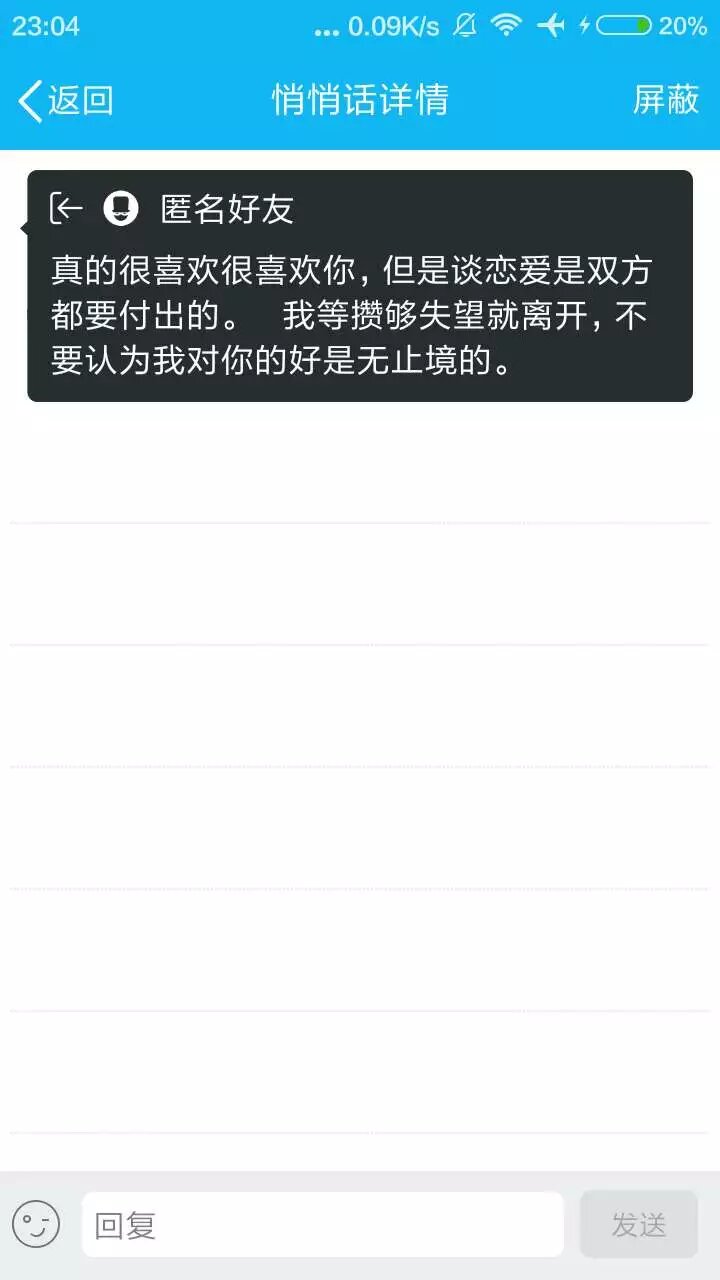 23:04 ... 0.09K/s 20%
返回 悄悄话详情 屏蔽
匿名好友
真的很喜欢很喜欢你，但是谈恋爱是双方
都要付出的。 我等攒够失望就离开，不
要认为我对你的好是无止境的。
回复 发送